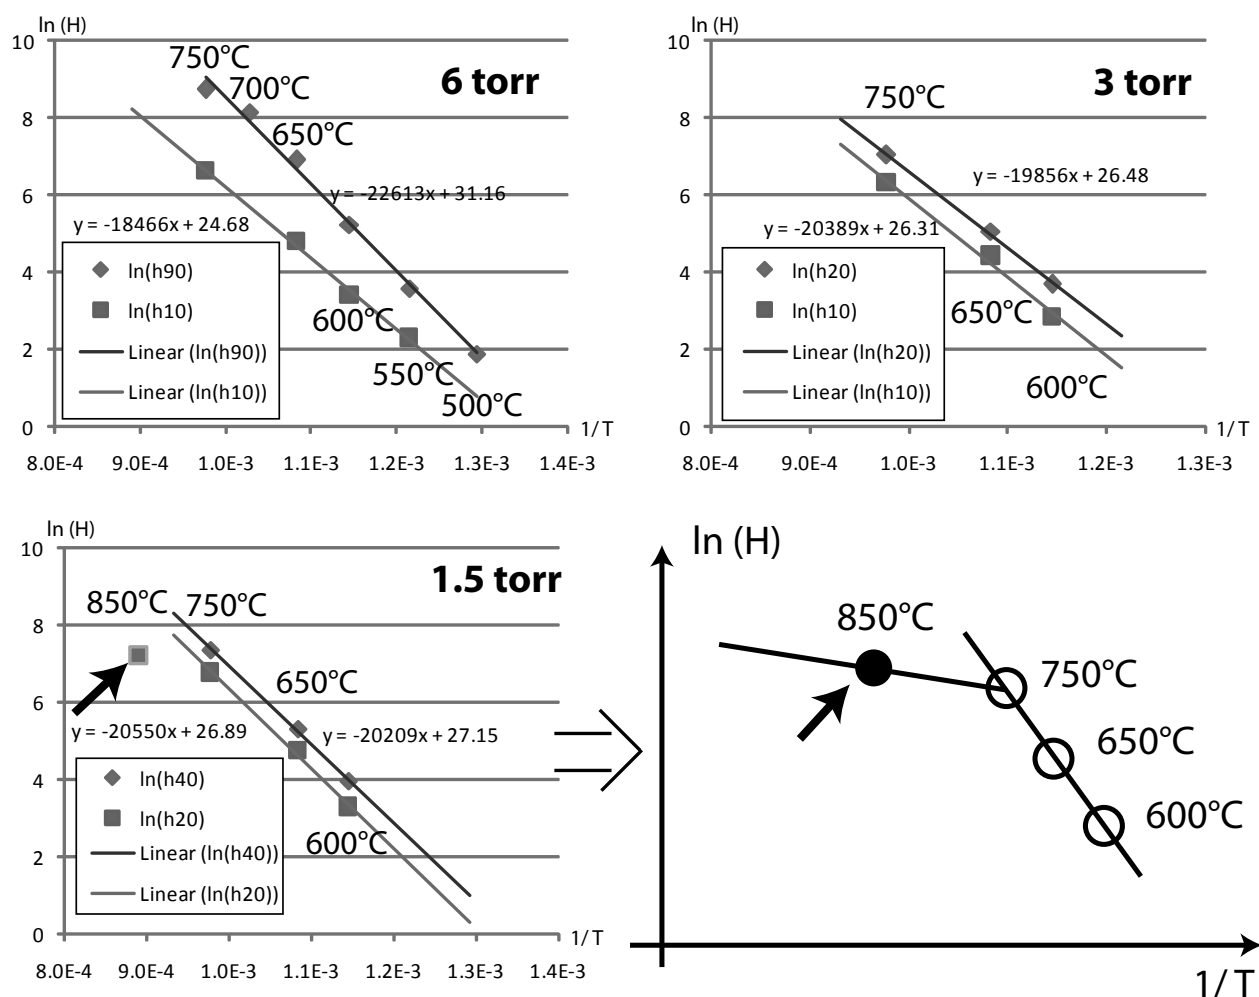 ln (H)
10
8
6
4
2
0
750°C
700°C
650°C
6 torr
y = -22613x + 31.16
y = -18466x + 24.68
ln(h90)
ln(h10)
Linear (ln(h90))
Linear (ln(h10))
600°C
550°C
500°C
1/ T
8.0E-4 9.0E-4 1.0E-3 1.1E-3 1.2E-3 1.3E-3 1.4E-3
ln (H)
10
8
6
4
2
0
750°C
3 torr
y = -19856x + 26.48
y = -20389x + 26.31
ln(h20)
ln(h10)
Linear (ln(h20))
Linear (ln(h10))
650°C
600°C
1/ T
8.0E-4 9.0E-4 1.0E-3 1.1E-3 1.2E-3 1.3E-3
ln (H)
10
8
6
4
2
0
1.5 torr
850°C 750°C
650°C
y = -20550x + 26.89
y = -20209x + 27.15
ln(h40)
ln(h20)
Linear (ln(h40))
Linear (ln(h20))
600°C
1/ T
8.0E-4 9.0E-4 1.0E-3 1.1E-3 1.2E-3 1.3E-3 1.4E-3
ln (H)
850°C
750°C
650°C
600°C
1/ T